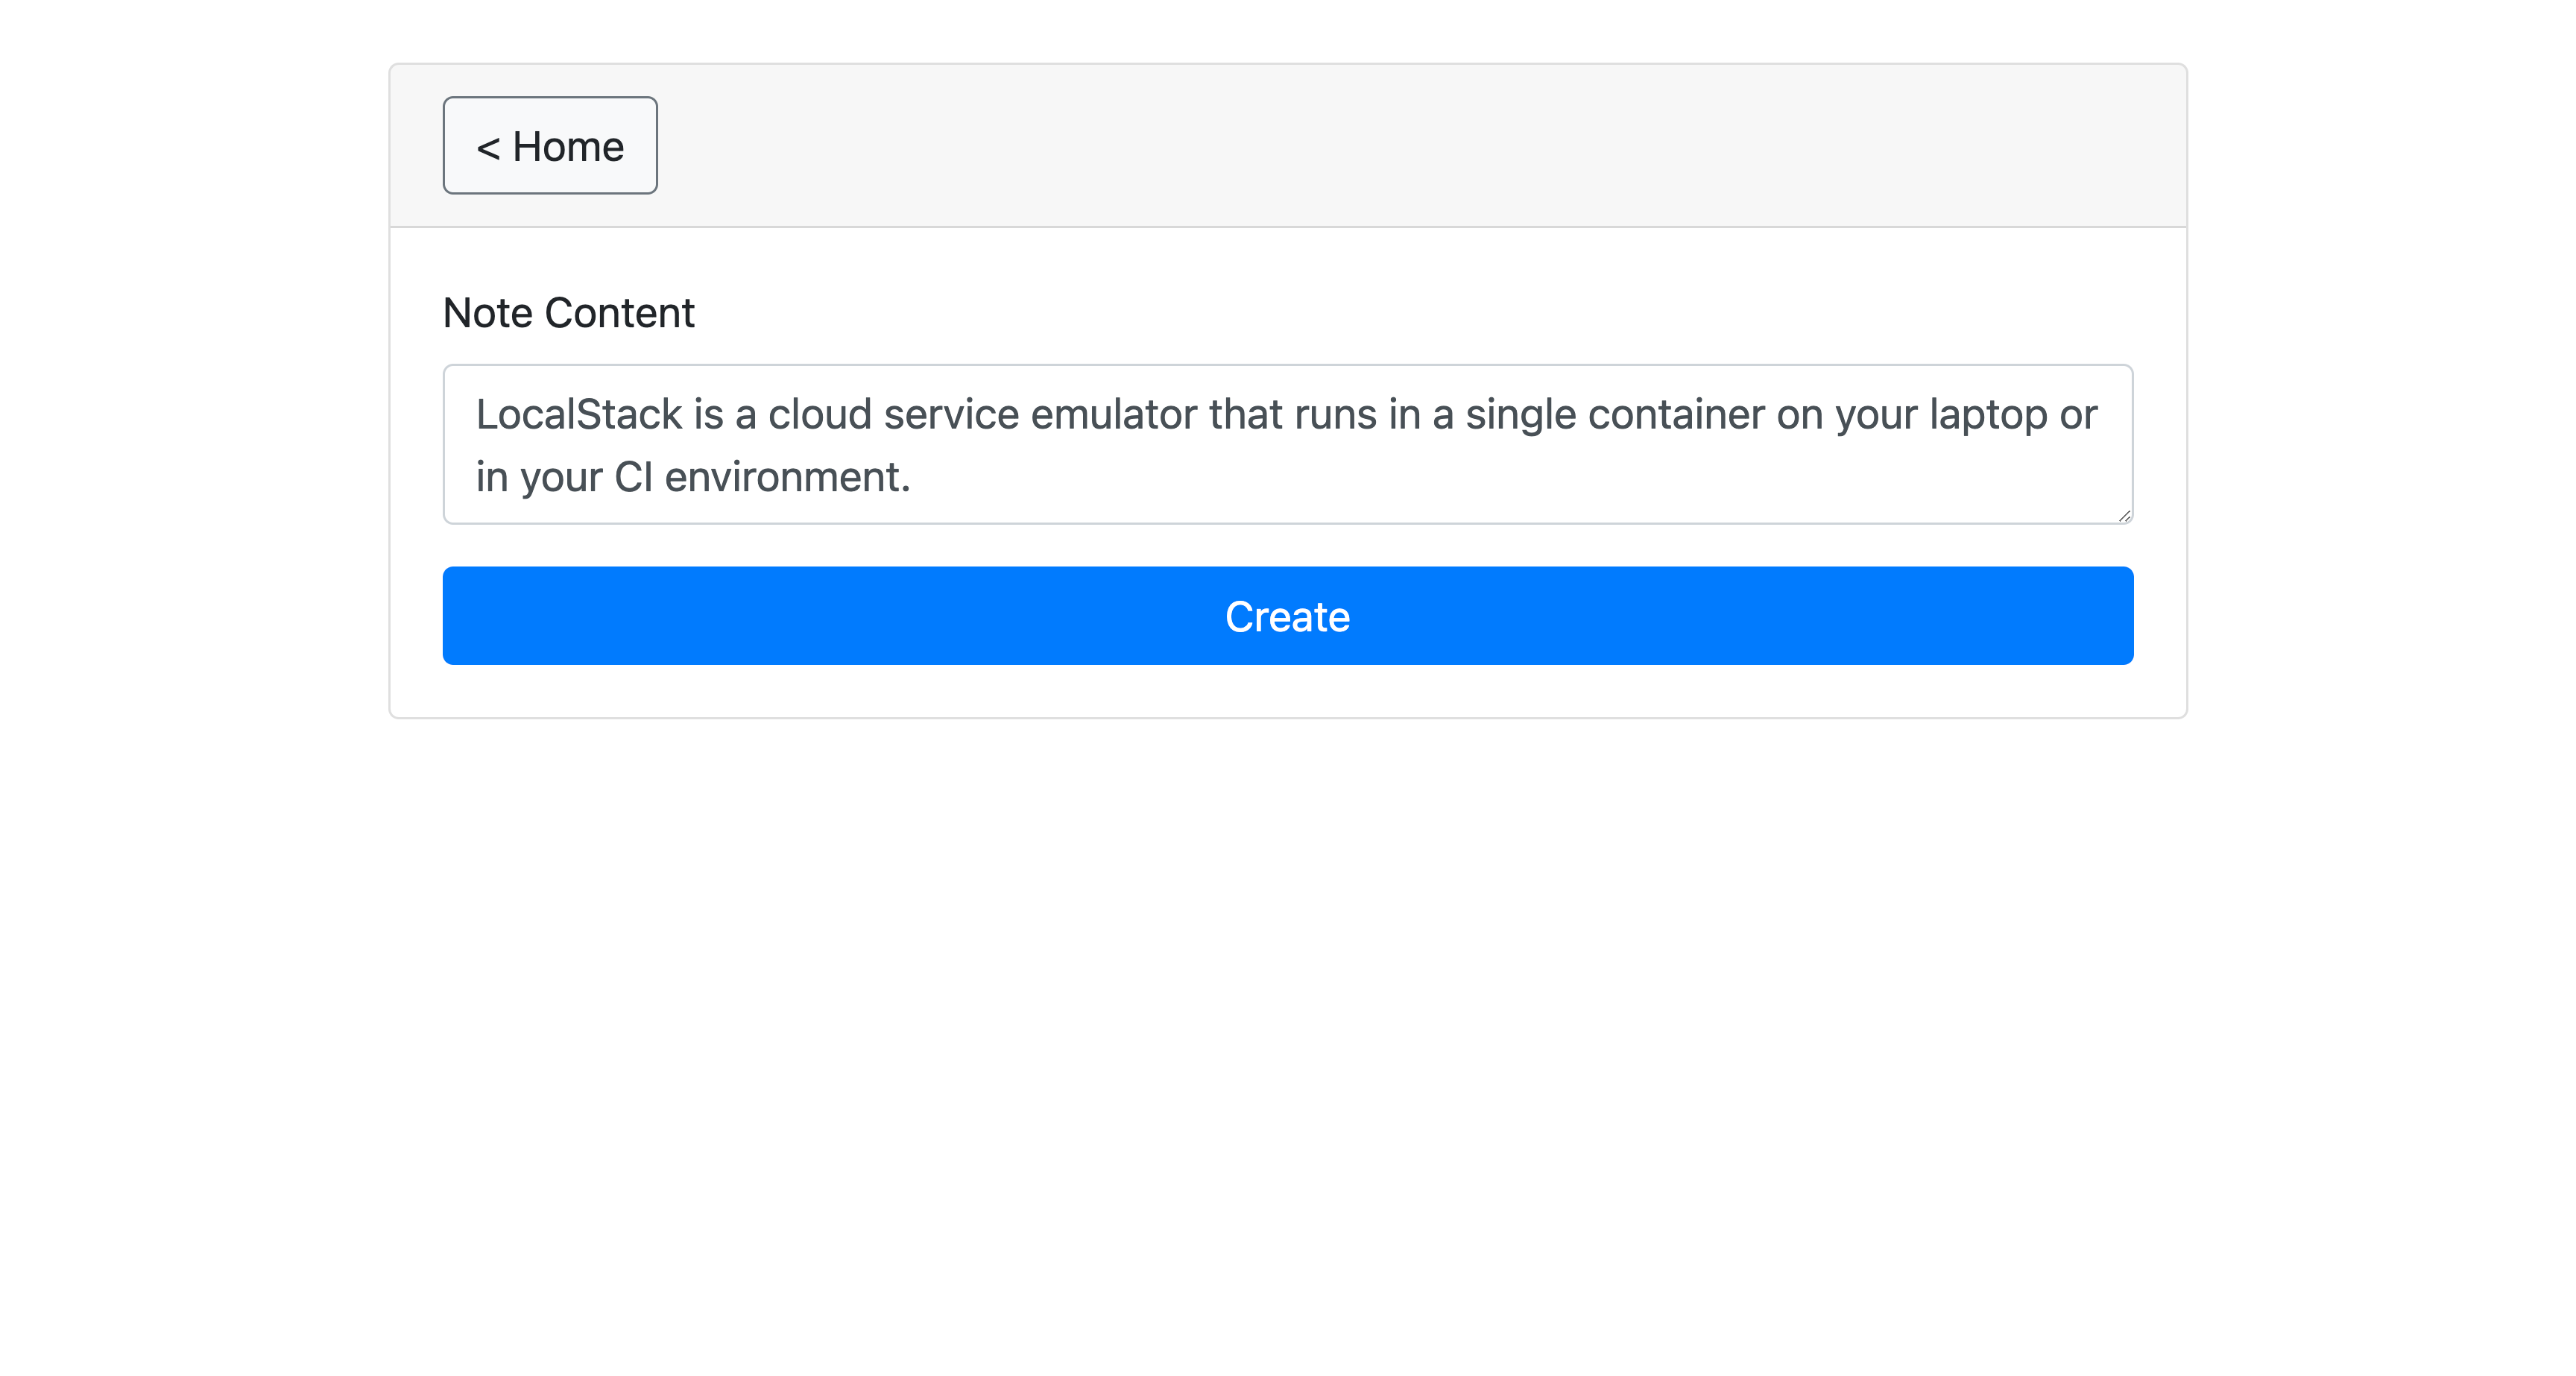 < Home
Note Content
LocalStack is a cloud service emulator that runs in a single container on your laptop or
in your CI environment.
Create